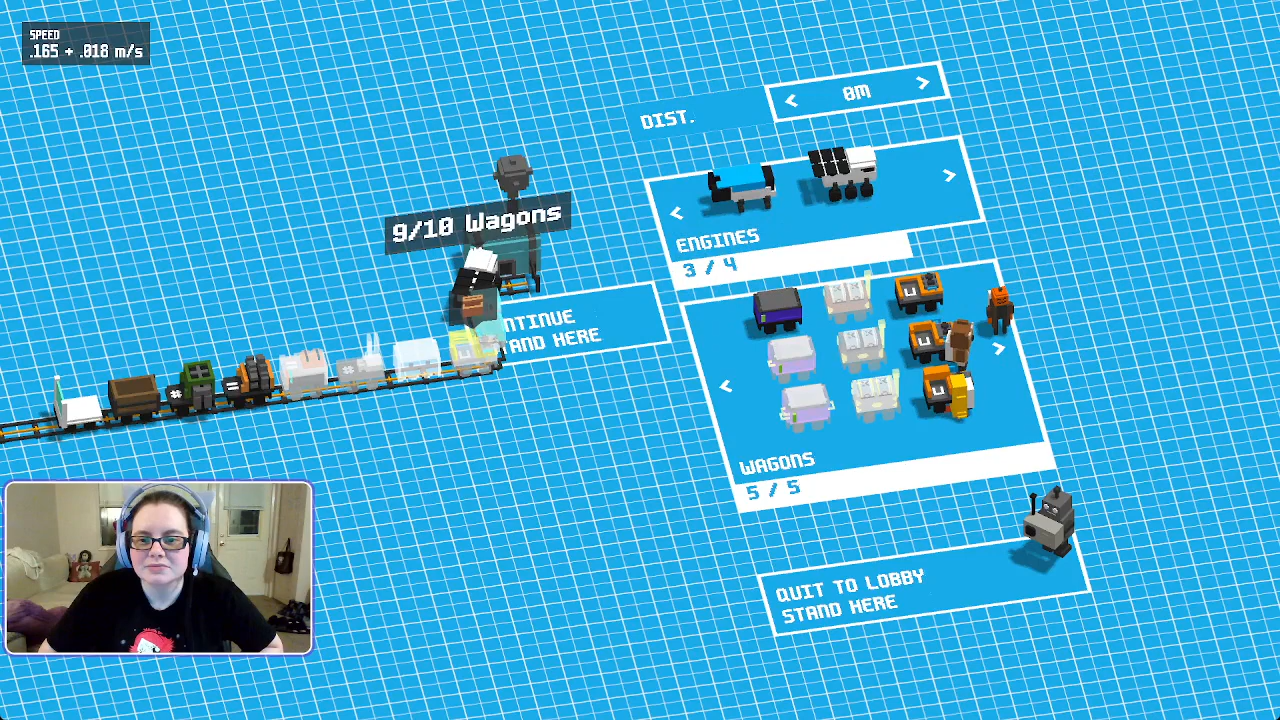 SPEED
.165 + .018 m/s
DIST.
< 0M >
9/10 Wagons
ENGINES
3 / 4
NTINUE
AND HERE
WAGONS
5 / 5
QUIT TO LOBBY
STAND HERE